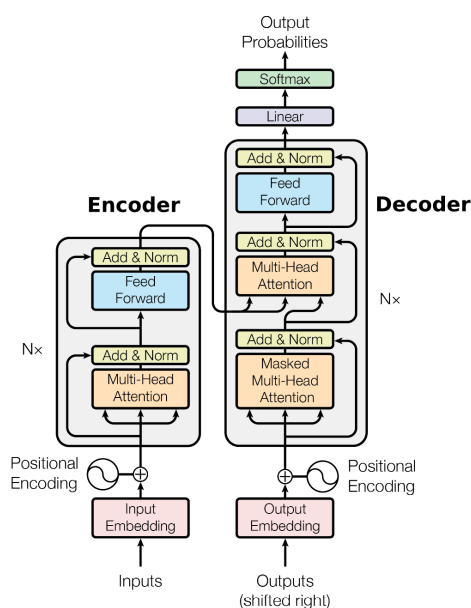 Output
Probabilities
Softmax
Linear
Add & Norm
Feed
Forward
Add & Norm
Multi-Head
Attention
Add & Norm
Masked
Multi-Head
Attention
Decoder
N×
Positional
Encoding
Output
Embedding
Outputs
(shifted right)
Encoder
Add & Norm
Feed
Forward
Add & Norm
Multi-Head
Attention
N×
Positional
Encoding
Input
Embedding
Inputs